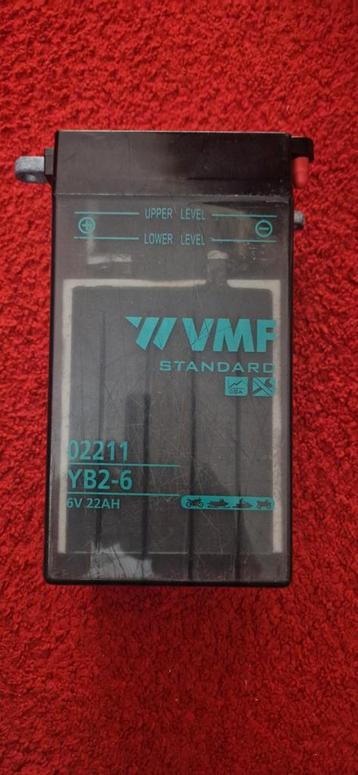 UPPER LEVEL
+ -
LOWER LEVEL
VMF
STANDARD
02211
YB2-6
6V 22AH